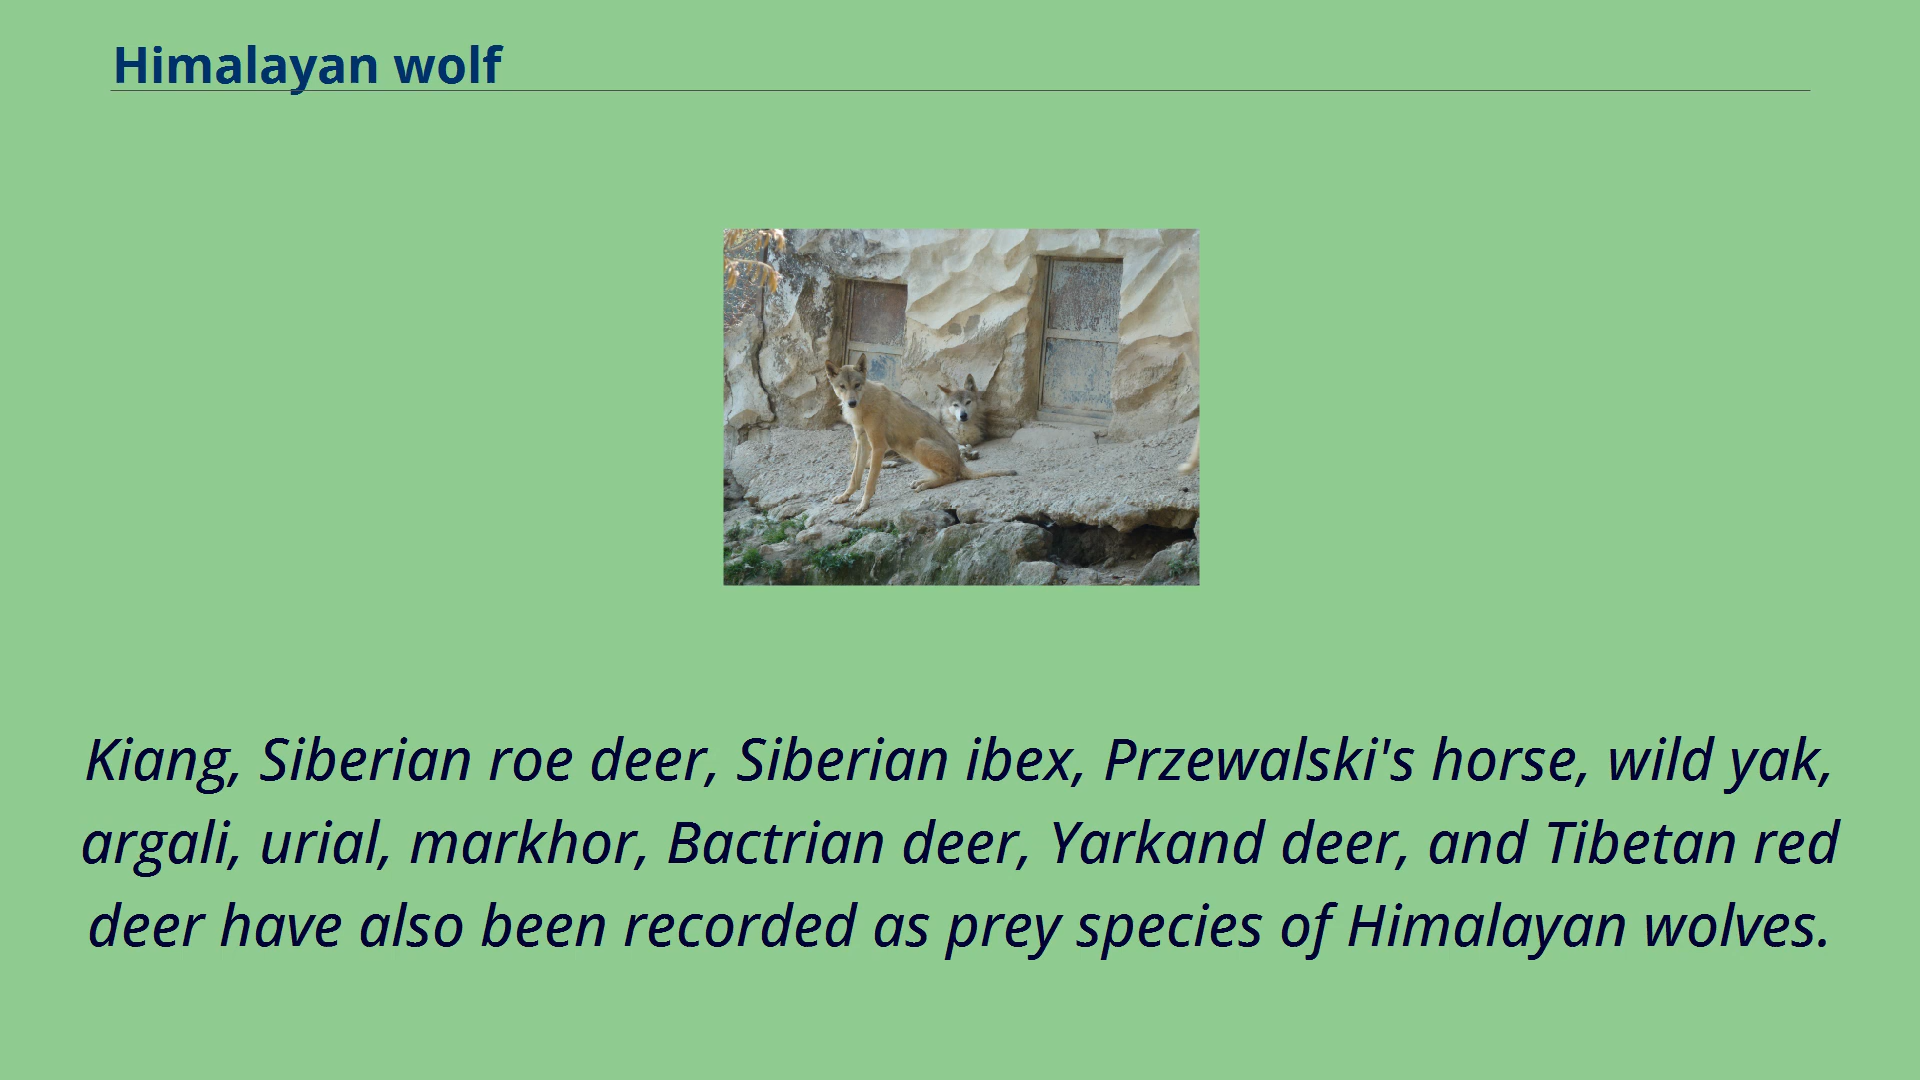 Himalayan wolf
Kiang, Siberian roe deer, Siberian ibex, Przewalski's horse, wild yak,
argali, urial, markhor, Bactrian deer, Yarkand deer, and Tibetan red
deer have also been recorded as prey species of Himalayan wolves.